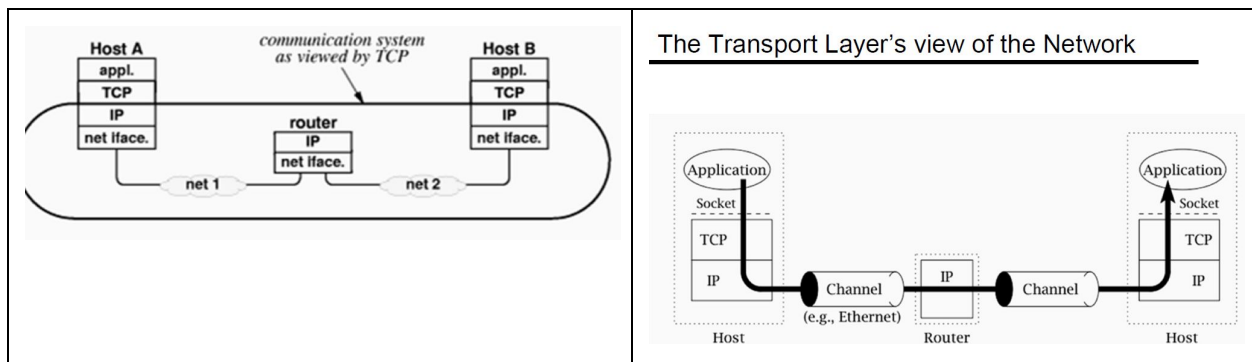 communication system
as viewed by TCP
Host A
appl.
TCP
IP
net iface.
router
IP
net iface.
Host B
appl.
TCP
IP
net iface.
net 1
net 2
The Transport Layer's view of the Network
Application
Socket
TCP
IP
Host
Channel
(e.g., Ethernet)
IP
Router
Channel
Application
Socket
TCP
IP
Host